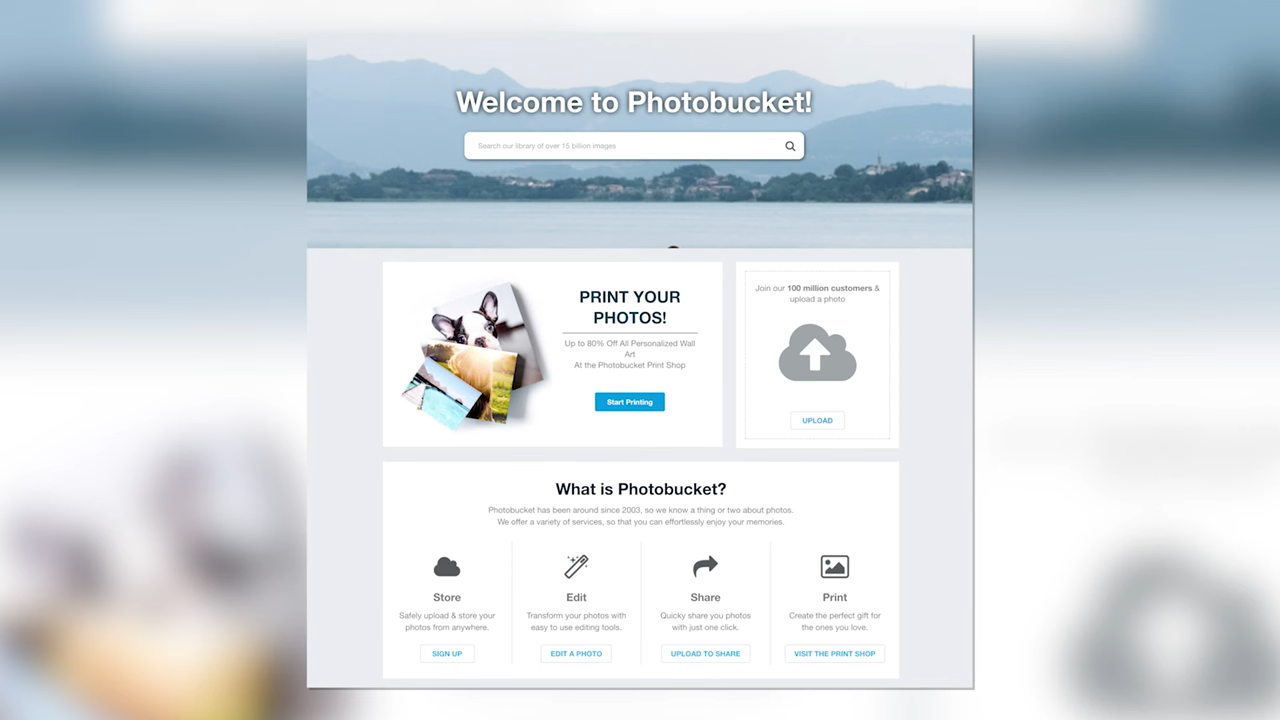 Welcome to Photobucket!
Search our library of over 15 billion images
PRINT YOUR
PHOTOS!
Up to 80% Off All Personalized Wall
Art
At the Photobucket Print Shop
Start Printing
Join our 100 million customers &
upload a photo
UPLOAD
What is Photobucket?
Photobucket has been around since 2003, so we know a thing or two about photos.
We offer a variety of services, so that you can effortlessly enjoy your memories.
Store
Safely upload & store your
photos from anywhere.
SIGN UP
Edit
Transform your photos with
easy to use editing tools.
EDIT A PHOTO
Share
Quicky share you photos
with just one click.
UPLOAD TO SHARE
Print
Create the perfect gift for
the ones you love.
VISIT THE PRINT SHOP